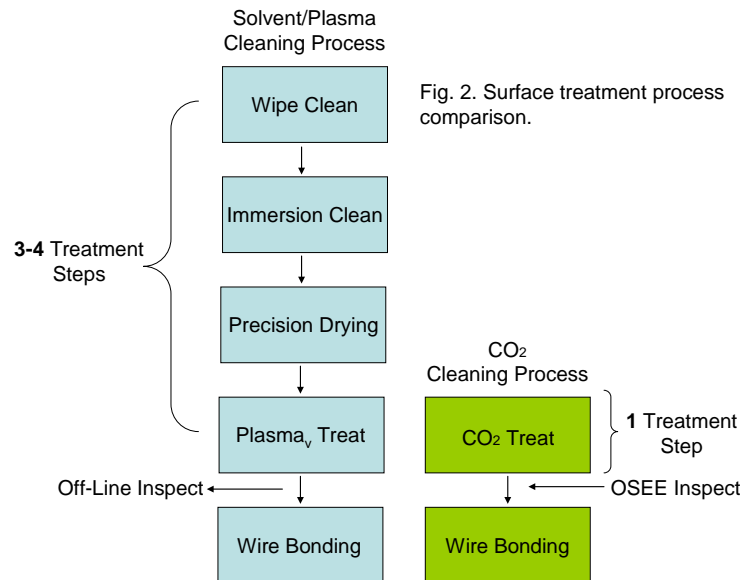 Solvent/Plasma
Cleaning Process
Wipe Clean
Fig. 2. Surface treatment process
comparison.
Immersion Clean
3-4 Treatment
Steps
Precision Drying
CO2
Cleaning Process
Plasmav Treat
CO2 Treat
1 Treatment
Step
Off-Line Inspect
OSEE Inspect
Wire Bonding
Wire Bonding